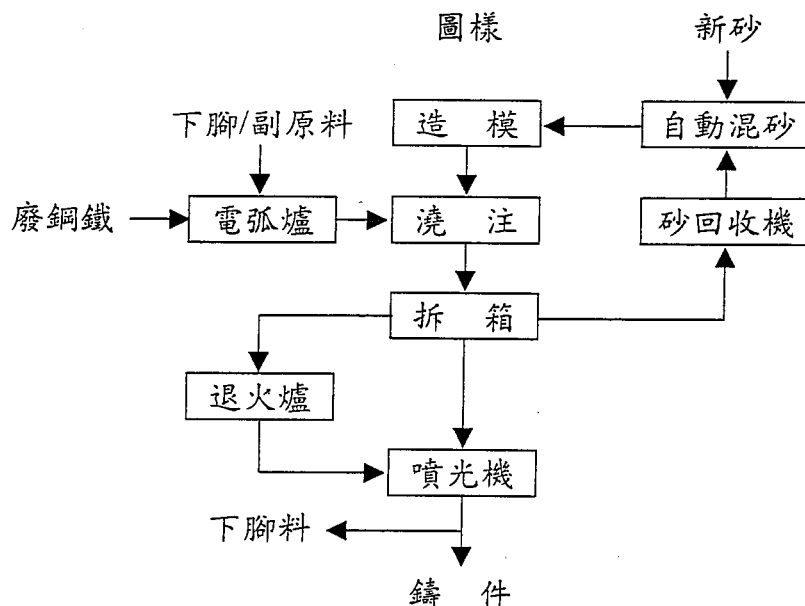 圖樣
新砂
下腳/副原料
造 模
自動混砂
廢鋼鐵
電弧爐
澆 注
砂回收機
拆 箱
退火爐
噴光機
下腳料
鑄 件